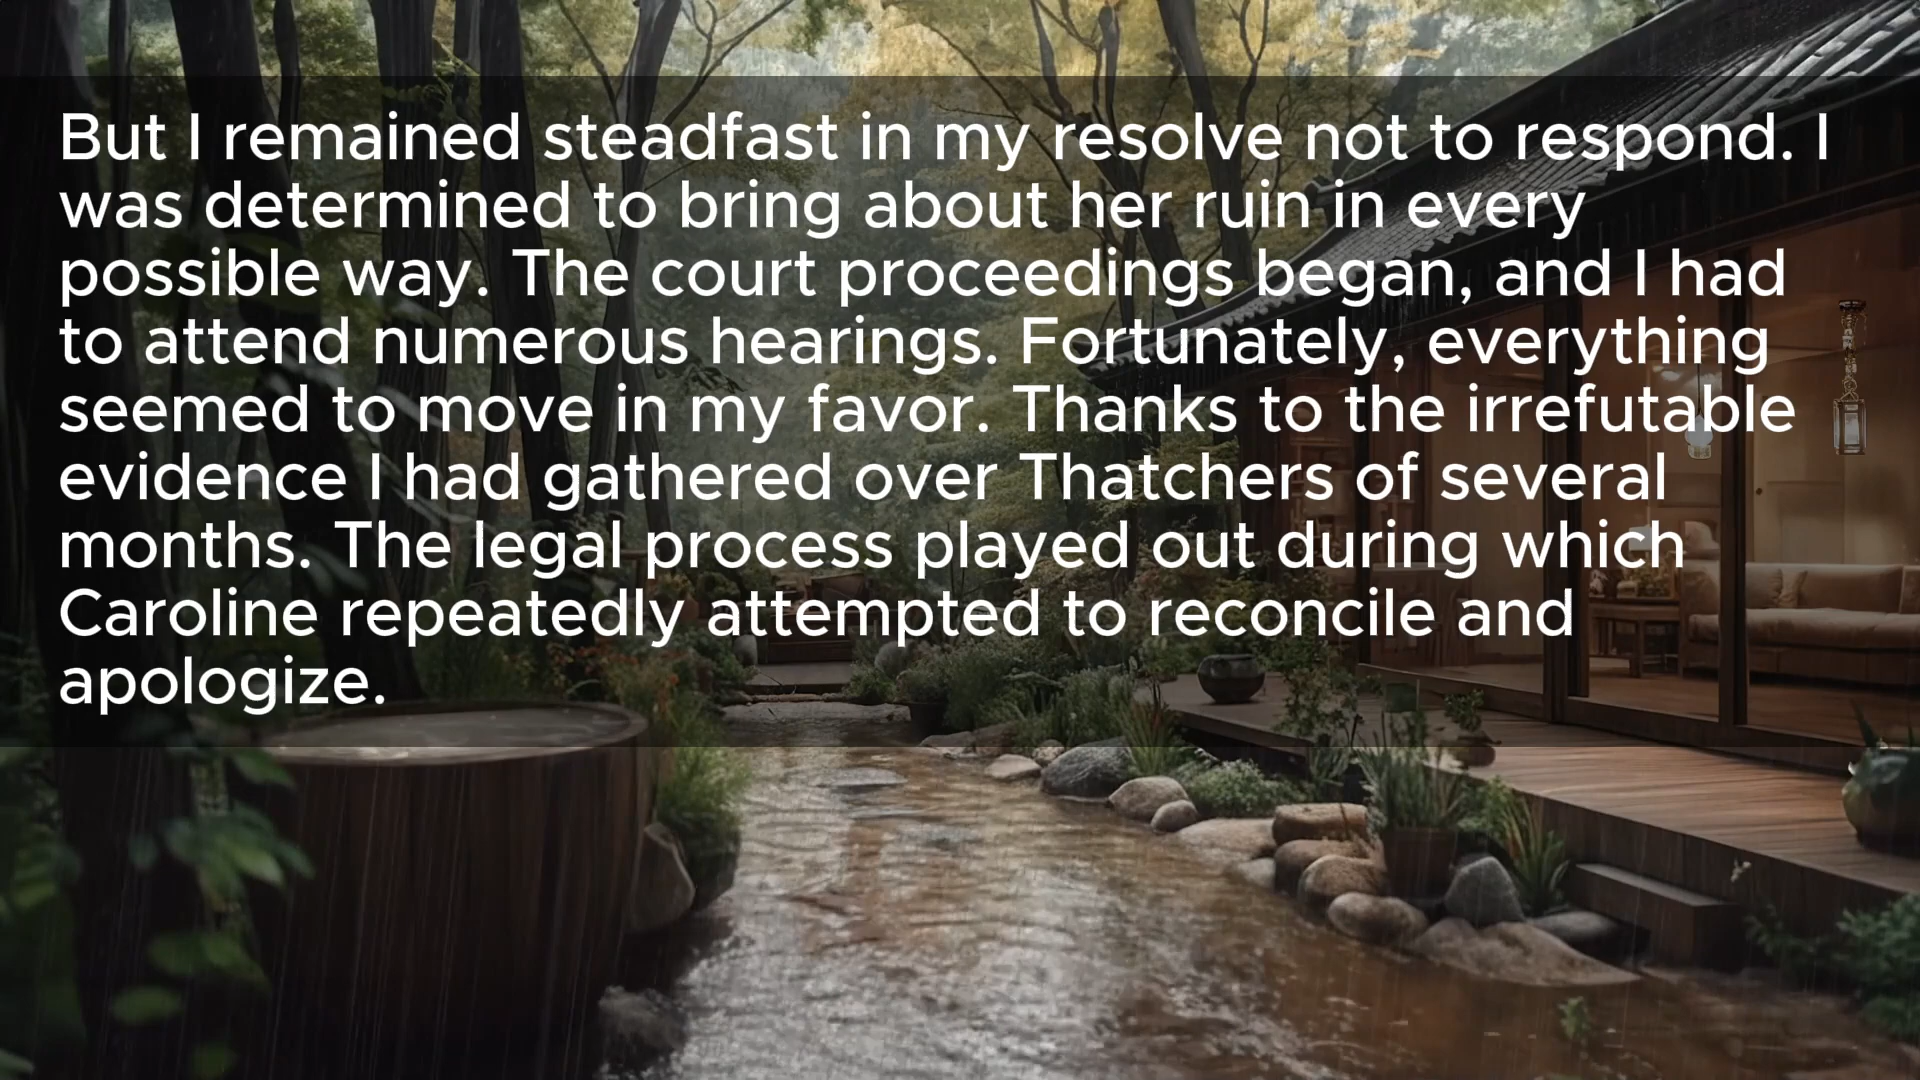 But I remained steadfast in my resolve not to respond. I
was determined to bring about her ruin in every
possible way. The court proceedings began, and I had
to attend numerous hearings. Fortunately, everything
seemed to move in my favor. Thanks to the irrefutable
evidence I had gathered over Thatchers of several
months. The legal process played out during which
Caroline repeatedly attempted to reconcile and
apologize.